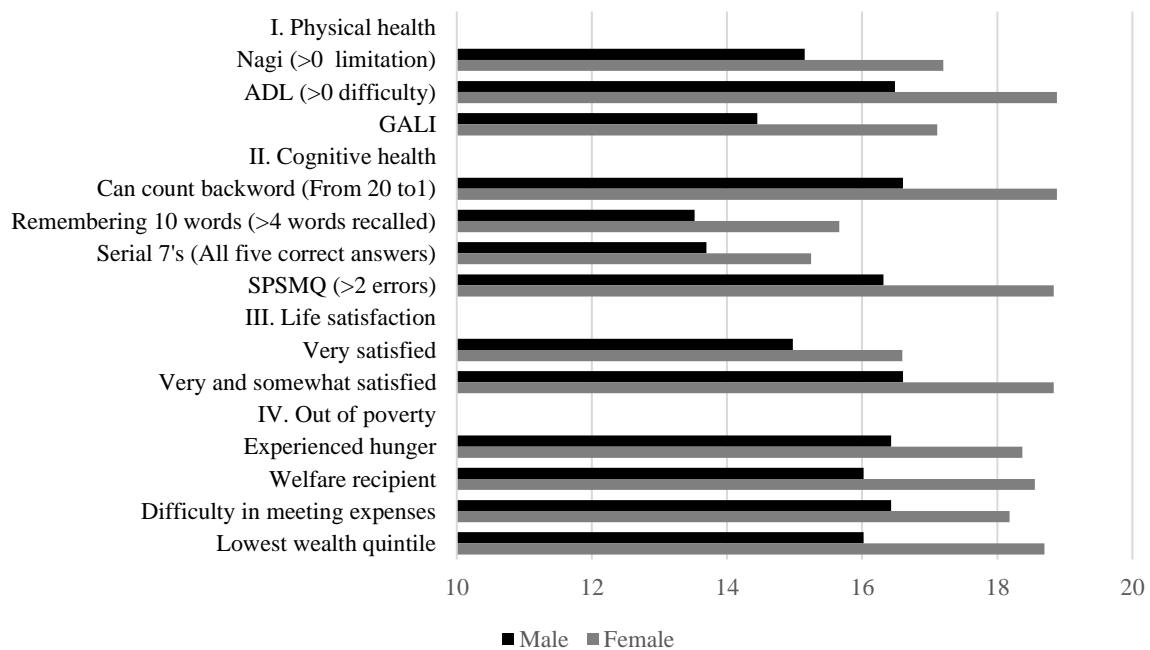 I. Physical health
Nagi (>0 limitation)
ADL (>0 difficulty)
GALI
II. Cognitive health
Can count backword (From 20 to1)
Remembering 10 words (>4 words recalled)
Serial 7's (All five correct answers)
SPSMQ (>2 errors)
III. Life satisfaction
Very satisfied
Very and somewhat satisfied
IV. Out of poverty
Experienced hunger
Welfare recipient
Difficulty in meeting expenses
Lowest wealth quintile
10 12 14 16 18 20
Male Female